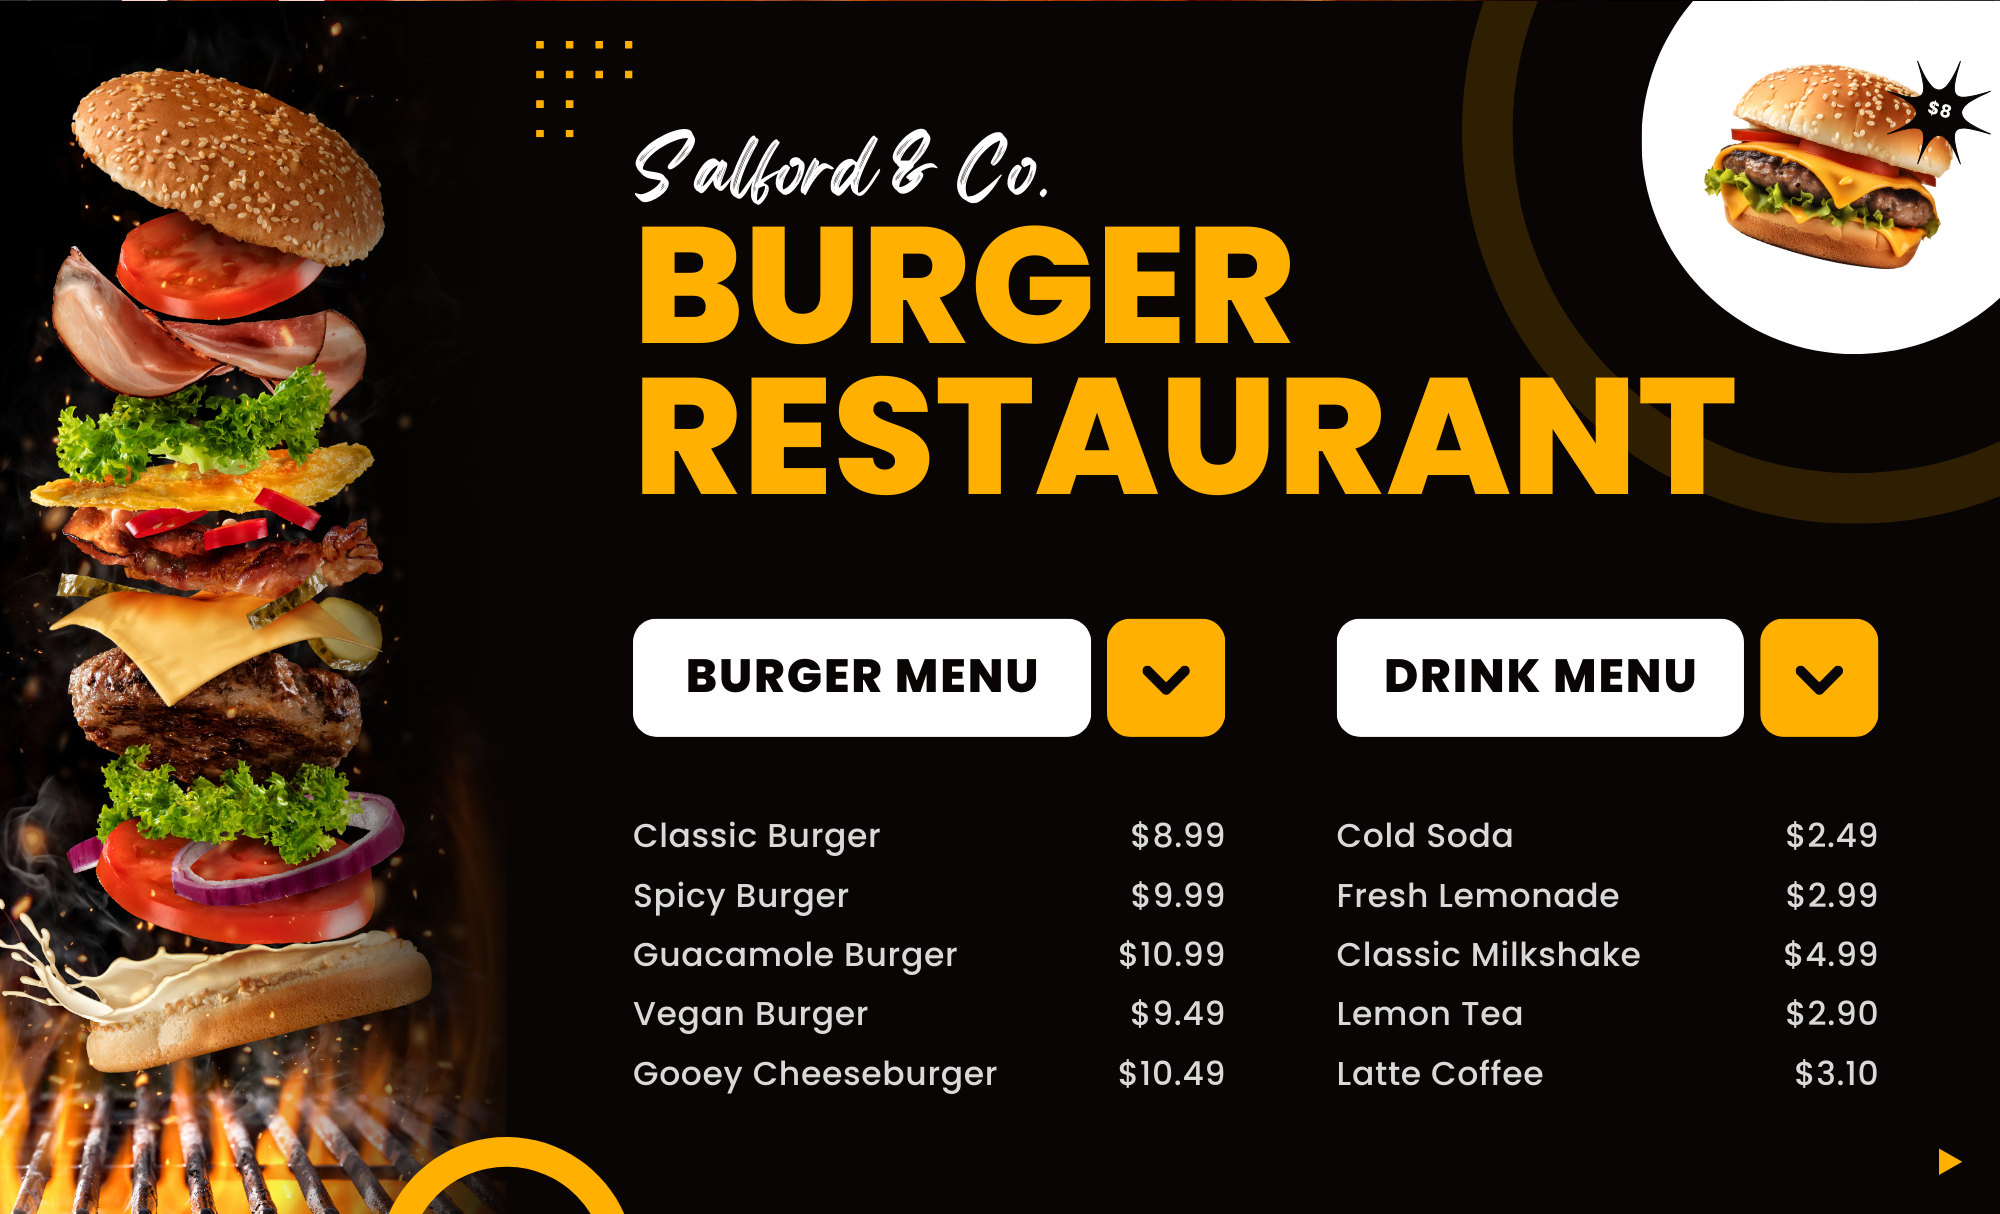 Salford & Co.
BURGER
RESTAURANT
$8
BURGER MENU
Classic Burger $8.99
Spicy Burger $9.99
Guacamole Burger $10.99
Vegan Burger $9.49
Gooey Cheeseburger $10.49
DRINK MENU
Cold Soda $2.49
Fresh Lemonade $2.99
Classic Milkshake $4.99
Lemon Tea $2.90
Latte Coffee $3.10